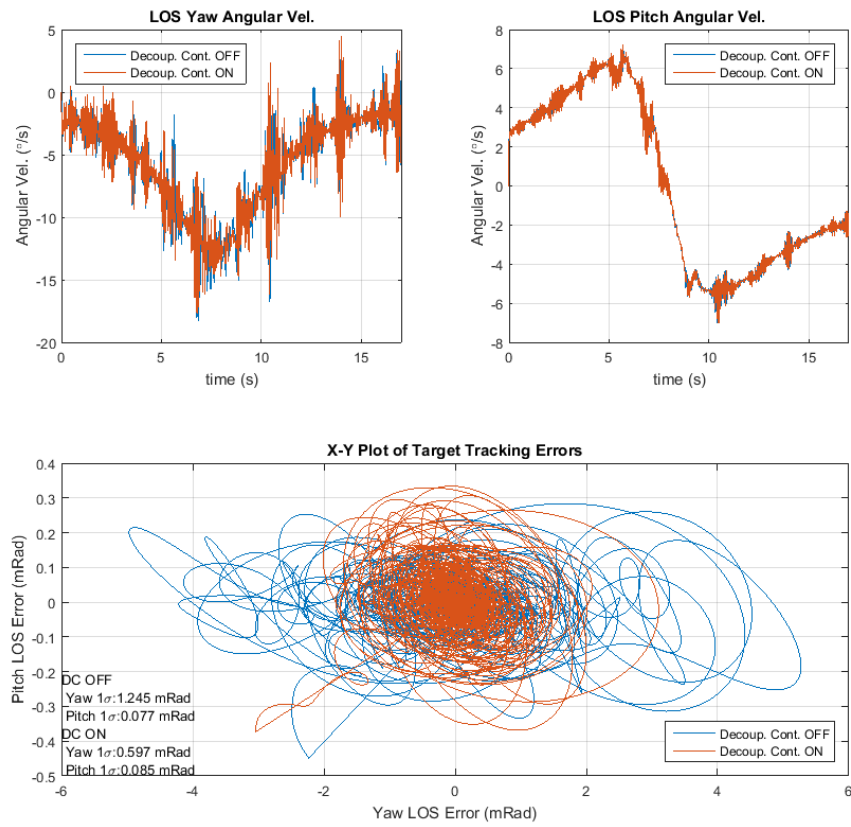 LOS Yaw Angular Vel.
Decoup. Cont. OFF
Decoup. Cont. ON
Angular Vel. (°/s)
5
0
-5
-10
-15
-20
0
5
10
15
time (s)
LOS Pitch Angular Vel.
Decoup. Cont. OFF
Decoup. Cont. ON
Angular Vel. (°/s)
8
6
4
2
0
-2
-4
-6
-8
0
5
10
15
time (s)
X-Y Plot of Target Tracking Errors
Pitch LOS Error (mRad)
0.4
0.3
0.2
0.1
0
-0.1
-0.2
-0.3
-0.4
-0.5
DC OFF
Yaw 1σ:1.245 mRad
Pitch 1σ:0.077 mRad
DC ON
Yaw 1σ:0.597 mRad
Pitch 1σ:0.085 mRad
Decoup. Cont. OFF
Decoup. Cont. ON
-6
-4
-2
0
2
4
6
Yaw LOS Error (mRad)